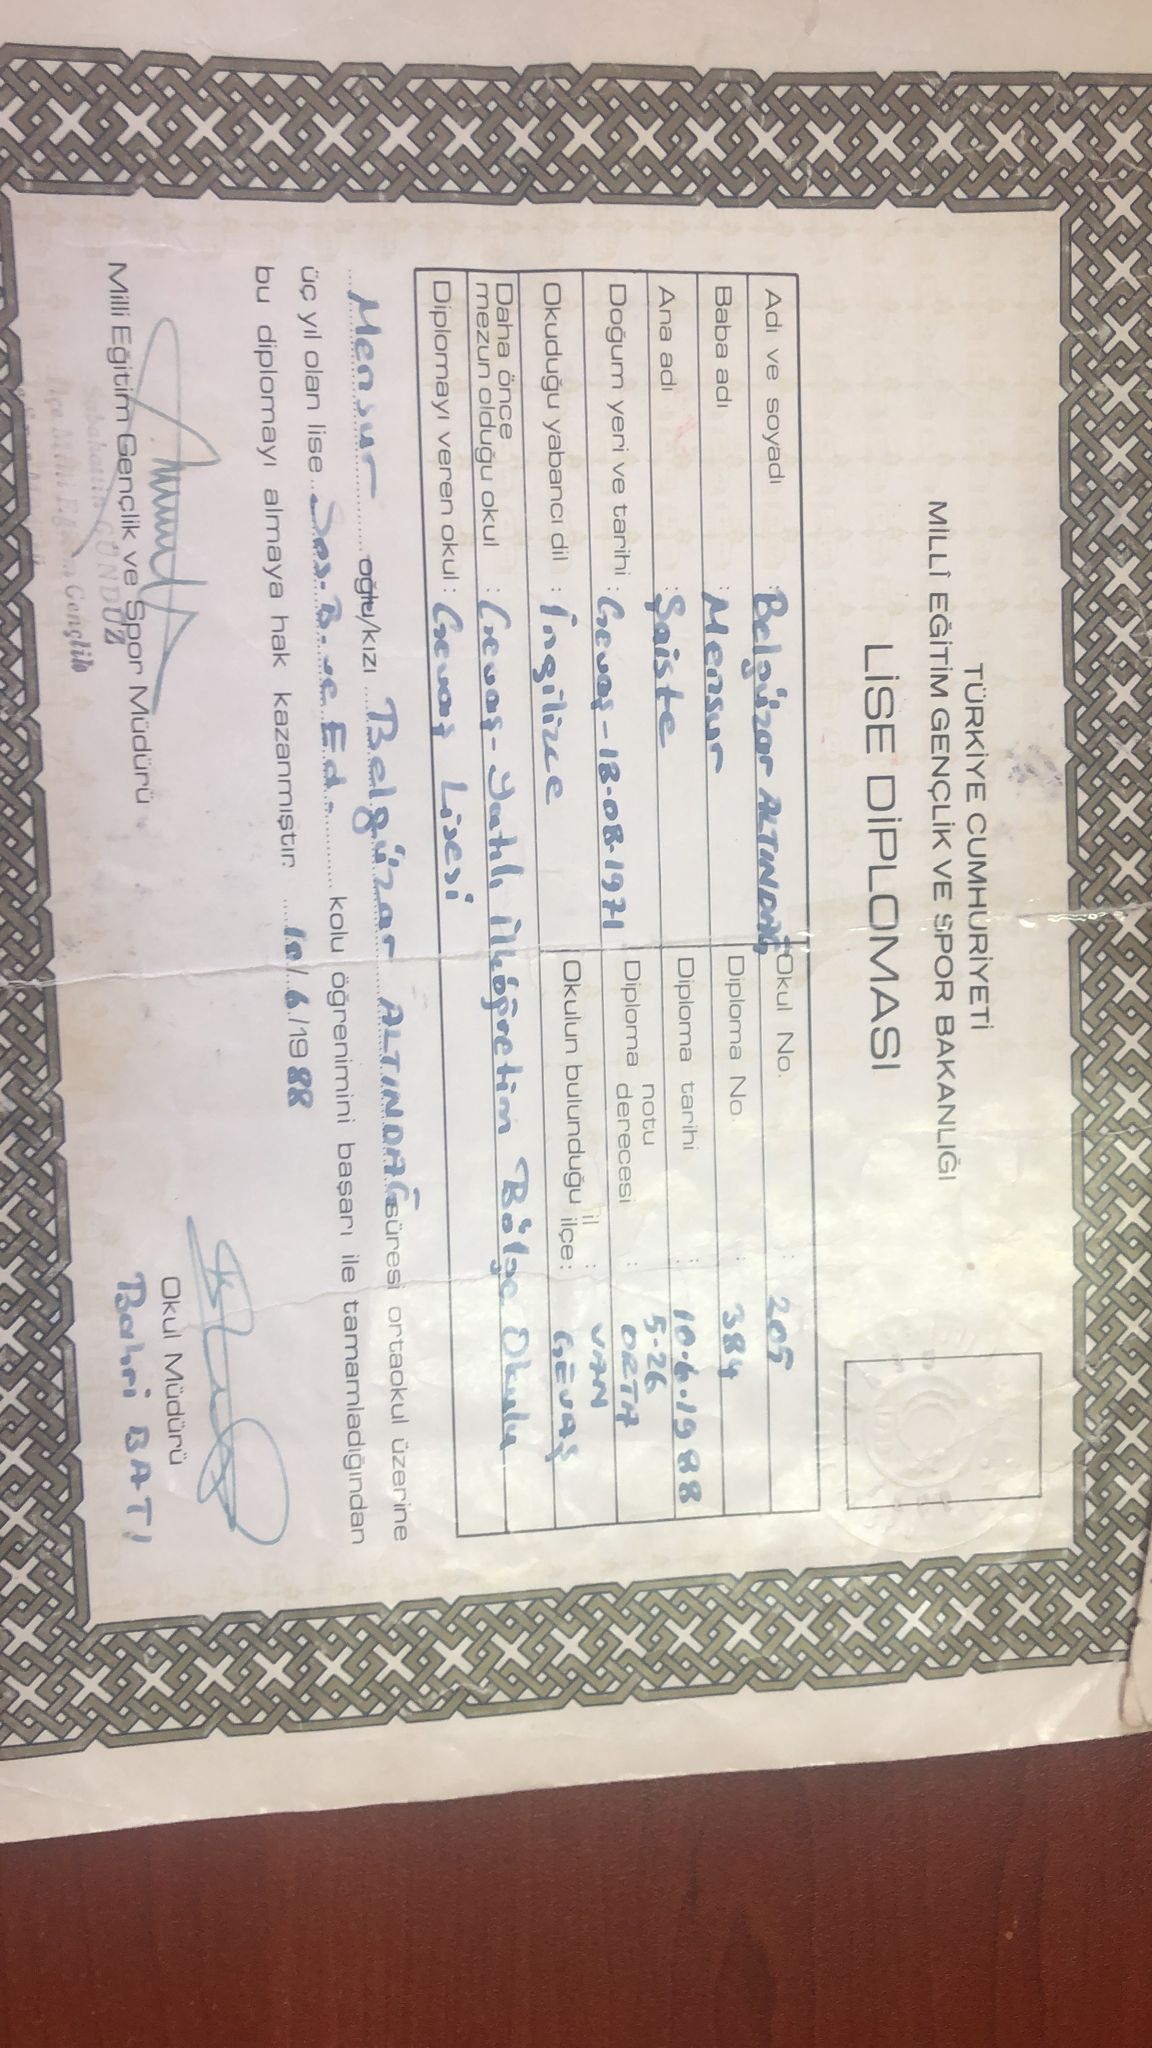 TÜRKİYE CUMHURİYETİ
MİLLÎ EĞİTİM GENÇLİK VE SPOR BAKANLIĞI
LİSE DİPLOMASI
Adı ve soyadı : Belgüzar ALTINDAĞ Okul No. : 205
Baba adı : Mensur Diploma No. : 384
Ana adı : Şaiste Diploma tarihi : 10.6.1988
Doğum yeri ve tarihi : Gevaş - 18-08-1971 Diploma notu 5-26
derecesi : ORTA
Okuduğu yabancı dil : İngilizce Okulun bulunduğu il : VAN
ilçe : GEVAŞ
Daha önce
mezun olduğu okul : Gevaş - Yatılı İlköğretim Bölge Okulu
Diplomayı veren okul : Gevaş Lisesi
Mensur oğlu/kızı Belgüzar ALTINDAĞ süresi ortaokul üzerine
üç yıl olan lise Sos-B.ve Ed. kolu öğrenimini başarı ile tamamladığından
bu diplomayı almaya hak kazanmıştır. 10/6/1988
Milli Eğitim Gençlik ve Spor Müdürü
Sabahattin GÜNDÜZ
İlçe Milli Eğitim Gençlik
Okul Müdürü
Bahri BATI